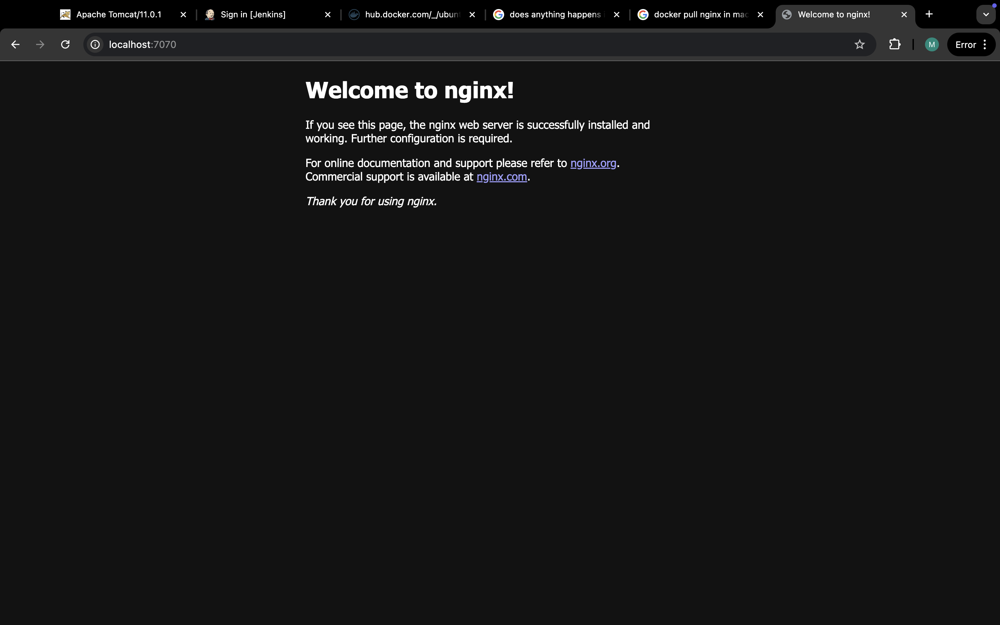 Apache Tomcat/11.0.1
Sign in [Jenkins]
hub.docker.com/_/ubunt
does anything happens i
docker pull nginx in mac
Welcome to nginx!
localhost:7070
M
Error
Welcome to nginx!
If you see this page, the nginx web server is successfully installed and
working. Further configuration is required.
For online documentation and support please refer to nginx.org.
Commercial support is available at nginx.com.
Thank you for using nginx.